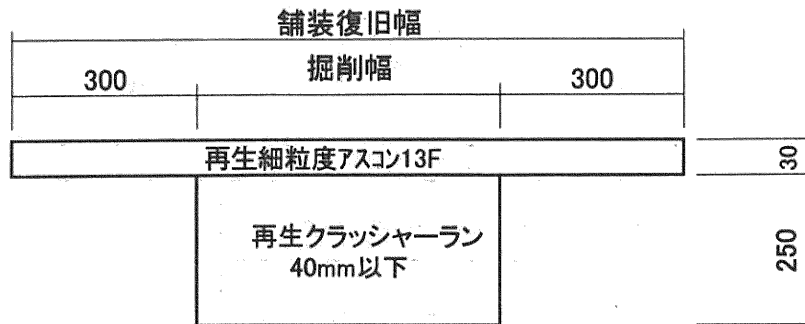 舗装復旧幅
300
掘削幅
300
再生細粒度アスコン13F
30
再生クラッシャーラン
40mm以下
250